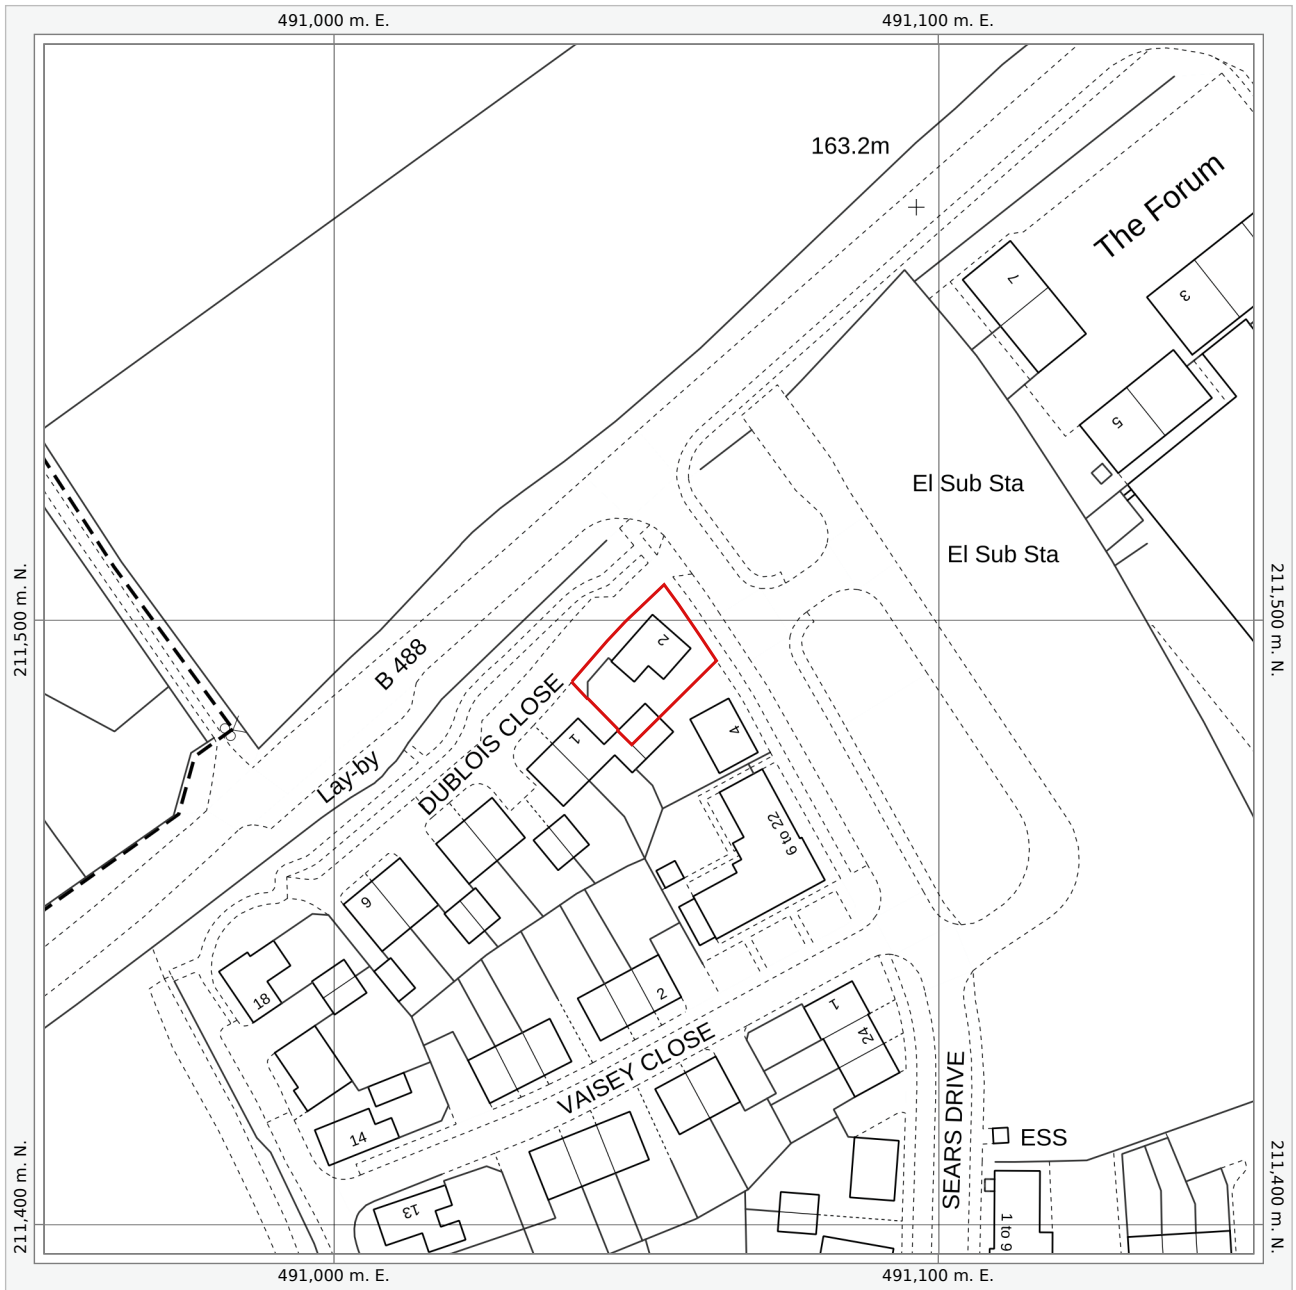 491,000 m. E.
491,100 m. E.
163.2m
The Forum
7
3
5
El Sub Sta
El Sub Sta
211,500 m. N.
211,500 m. N.
B 488
2
DUBLOIS CLOSE
1
4
Lay-by
6 to 22
9
18
2
1
24
VAISEY CLOSE
14
SEARS DRIVE
ESS
13
1 to 9
211,400 m. N.
211,400 m. N.
491,000 m. E.
491,100 m. E.